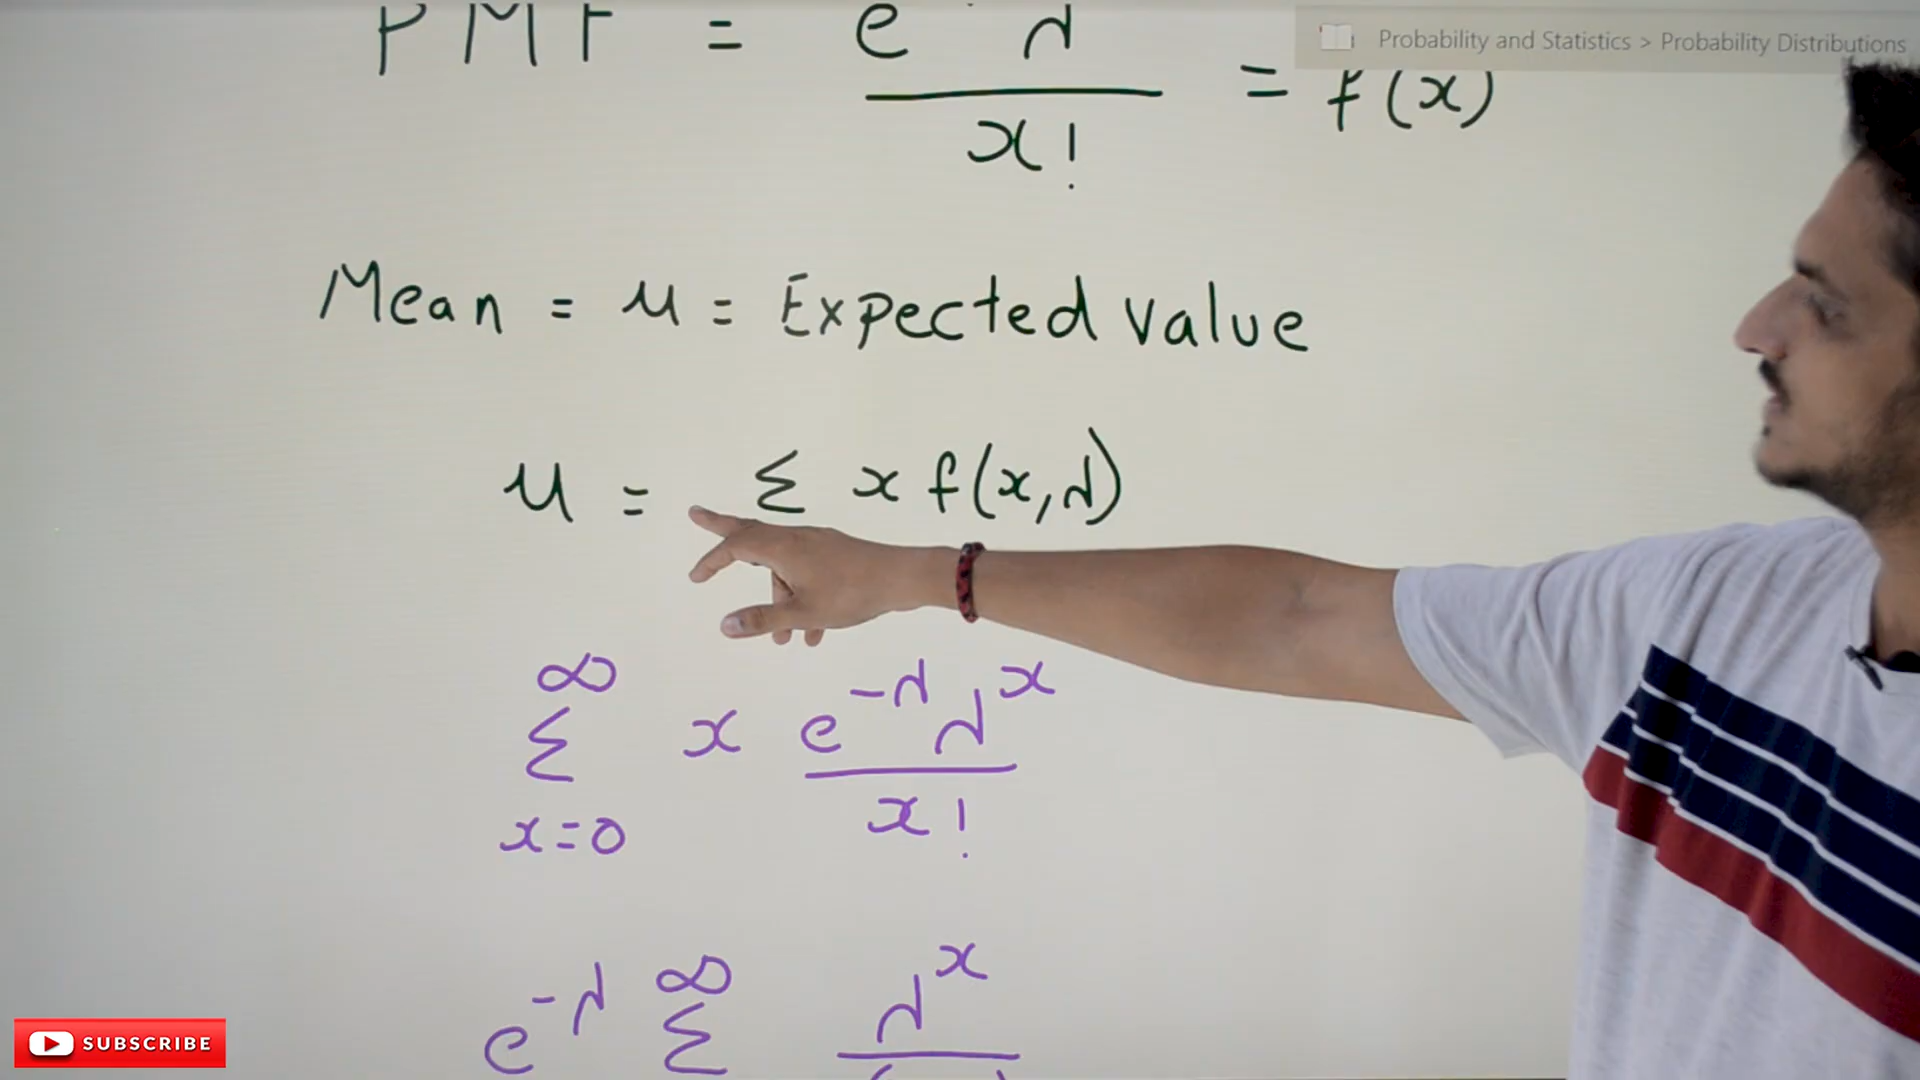 Probability and Statistics > Probability Distributions
PMF = e λ / x! = f(x)
Mean = μ = Expected value
μ = Σ x f(x,λ)
∞ Σ x=0 x e^-λ λ^x / x!
e^-λ ∞ Σ λ^x
SUBSCRIBE